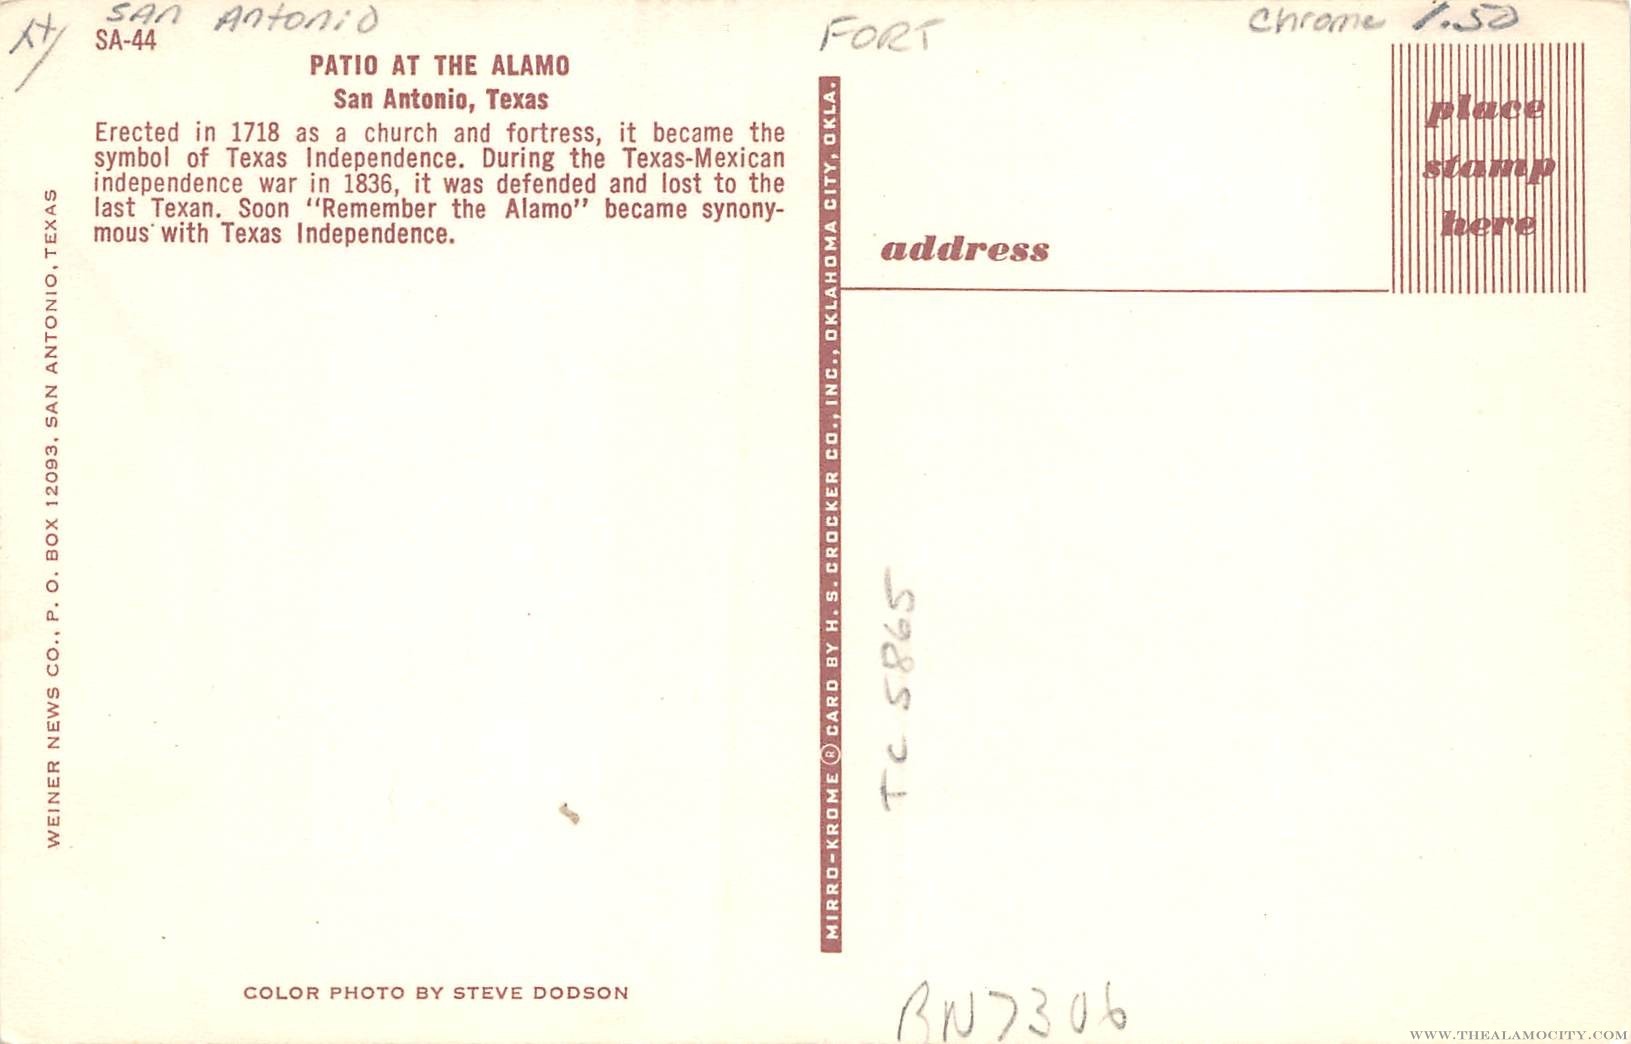 TX
SAN Antonio
SA-44
PATIO AT THE ALAMO
San Antonio, Texas
Erected in 1718 as a church and fortress, it became the
symbol of Texas Independence. During the Texas-Mexican
independence war in 1836, it was defended and lost to the
last Texan. Soon "Remember the Alamo" became synony-
mous with Texas Independence.
WEINER NEWS CO., P. O. BOX 12093, SAN ANTONIO, TEXAS
COLOR PHOTO BY STEVE DODSON
MIRRO-KROME ® CARD BY H. S. CROCKER CO., INC., OKLAHOMA CITY, OKLA.
FORT
Chrome 1.50
place
stamp
here
address
TC 5865
BN7306
WWW.THEALAMOCITY.COM